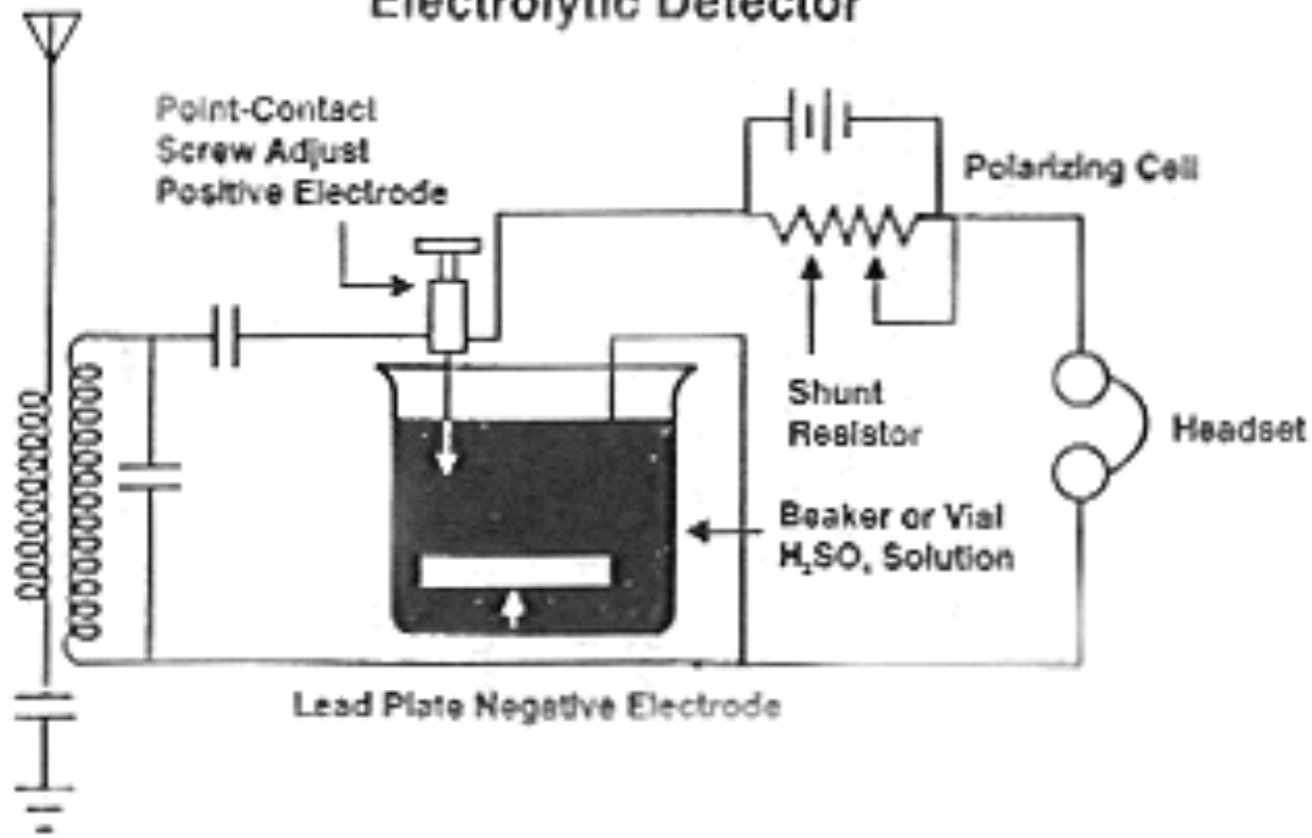 Electrolytic Detector
Point-Contact
Screw Adjust
Positive Electrode
Polarizing Cell
Shunt
Resistor
Headset
Beaker or Vial
H₂SO₄ Solution
Lead Plate Negative Electrode